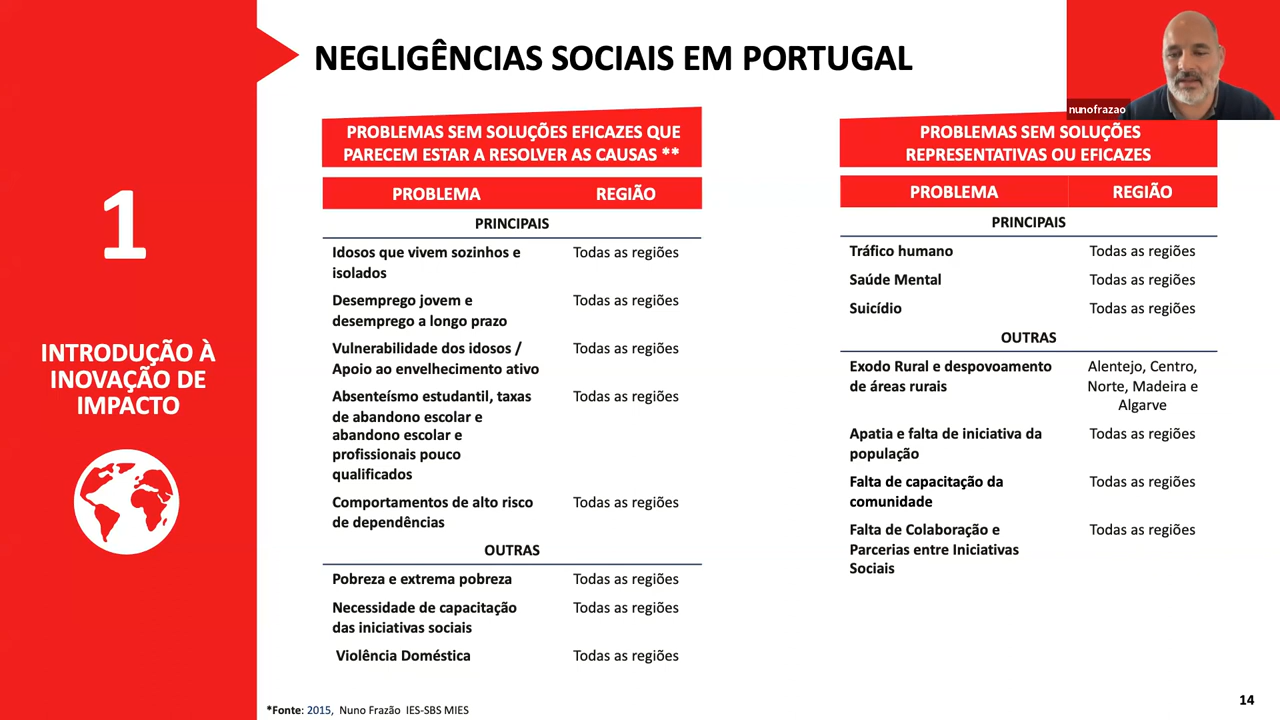 NEGLIGÊNCIAS SOCIAIS EM PORTUGAL
nunofrazao
1
INTRODUÇÃO À
INOVAÇÃO DE
IMPACTO
PROBLEMAS SEM SOLUÇÕES EFICAZES QUE
PARECEM ESTAR A RESOLVER AS CAUSAS **
PROBLEMA REGIÃO
PRINCIPAIS
Idosos que vivem sozinhos e Todas as regiões
isolados
Desemprego jovem e Todas as regiões
desemprego a longo prazo
Vulnerabilidade dos idosos / Todas as regiões
Apoio ao envelhecimento ativo
Absenteísmo estudantil, taxas Todas as regiões
de abandono escolar e
abandono escolar e
profissionais pouco
qualificados
Comportamentos de alto risco Todas as regiões
de dependências
OUTRAS
Pobreza e extrema pobreza Todas as regiões
Necessidade de capacitação Todas as regiões
das iniciativas sociais
Violência Doméstica Todas as regiões
PROBLEMAS SEM SOLUÇÕES
REPRESENTATIVAS OU EFICAZES
PROBLEMA REGIÃO
PRINCIPAIS
Tráfico humano Todas as regiões
Saúde Mental Todas as regiões
Suicídio Todas as regiões
OUTRAS
Exodo Rural e despovoamento Alentejo, Centro,
de áreas rurais Norte, Madeira e
Algarve
Apatia e falta de iniciativa da Todas as regiões
população
Falta de capacitação da Todas as regiões
comunidade
Falta de Colaboração e Todas as regiões
Parcerias entre Iniciativas
Sociais
*Fonte: 2015, Nuno Frazão IES-SBS MIES
14